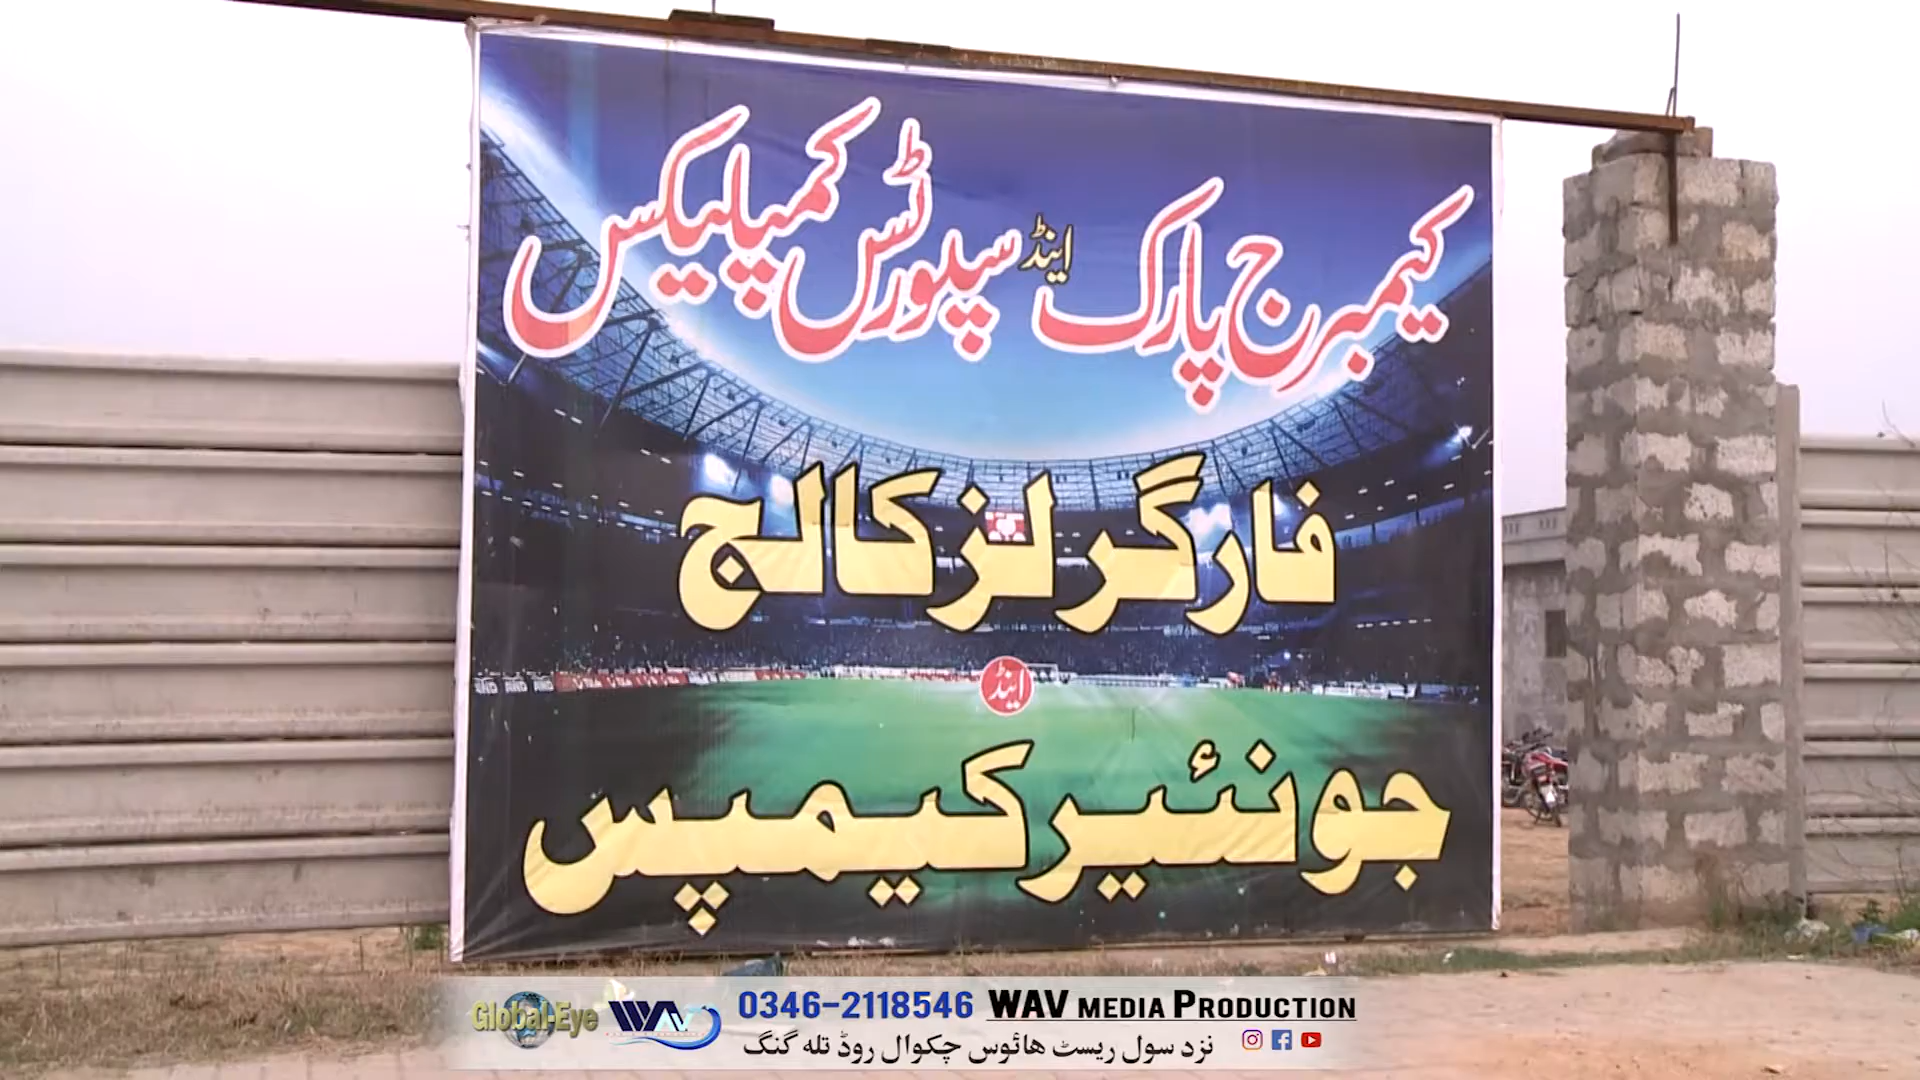 کیمبرج پارک اینڈ سپورٹس کمپلیکس
فار گرلز کالج
اینڈ
جونئیر کیمپس
Global-Eye WAV 0346-2118546 WAV MEDIA PRODUCTION
نزد سول ریسٹ ھائوس چکوال روڈ تلہ گنگ